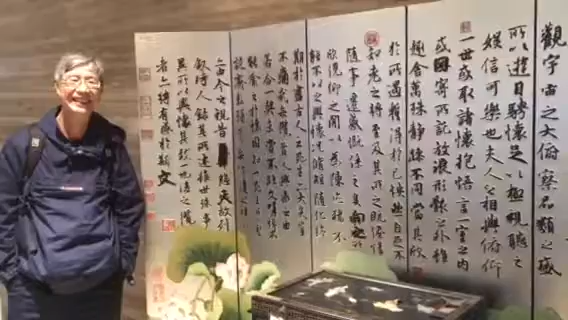 觀宇宙之大俯察品類之盛
所以遊目騁懷足以極視聽之
娛信可樂也夫人之相與俯仰
一世或取諸懷抱悟言一室之內
或因寄所託放浪形骸之外雖
趣舍萬殊靜躁不同當其欣
於所遇暫得於己快然自足不
知老之將至及其所之既惓情
隨事遷感慨係之矣向之所
欣俛仰之間以為陳迹猶不
能不以之興懷況脩短隨化終
期於盡古人云死生亦大矣豈
不痛哉每攬昔人興感之由
若合一契未嘗不臨文嗟悼不
能喻之於懷固知一死生為虛
誕齊彭殤為妄作後之視今
亦由今之視昔悲夫故列
敘時人錄其所述雖世殊事
異所以興懷其致一也後之攬
者亦將有感於斯文